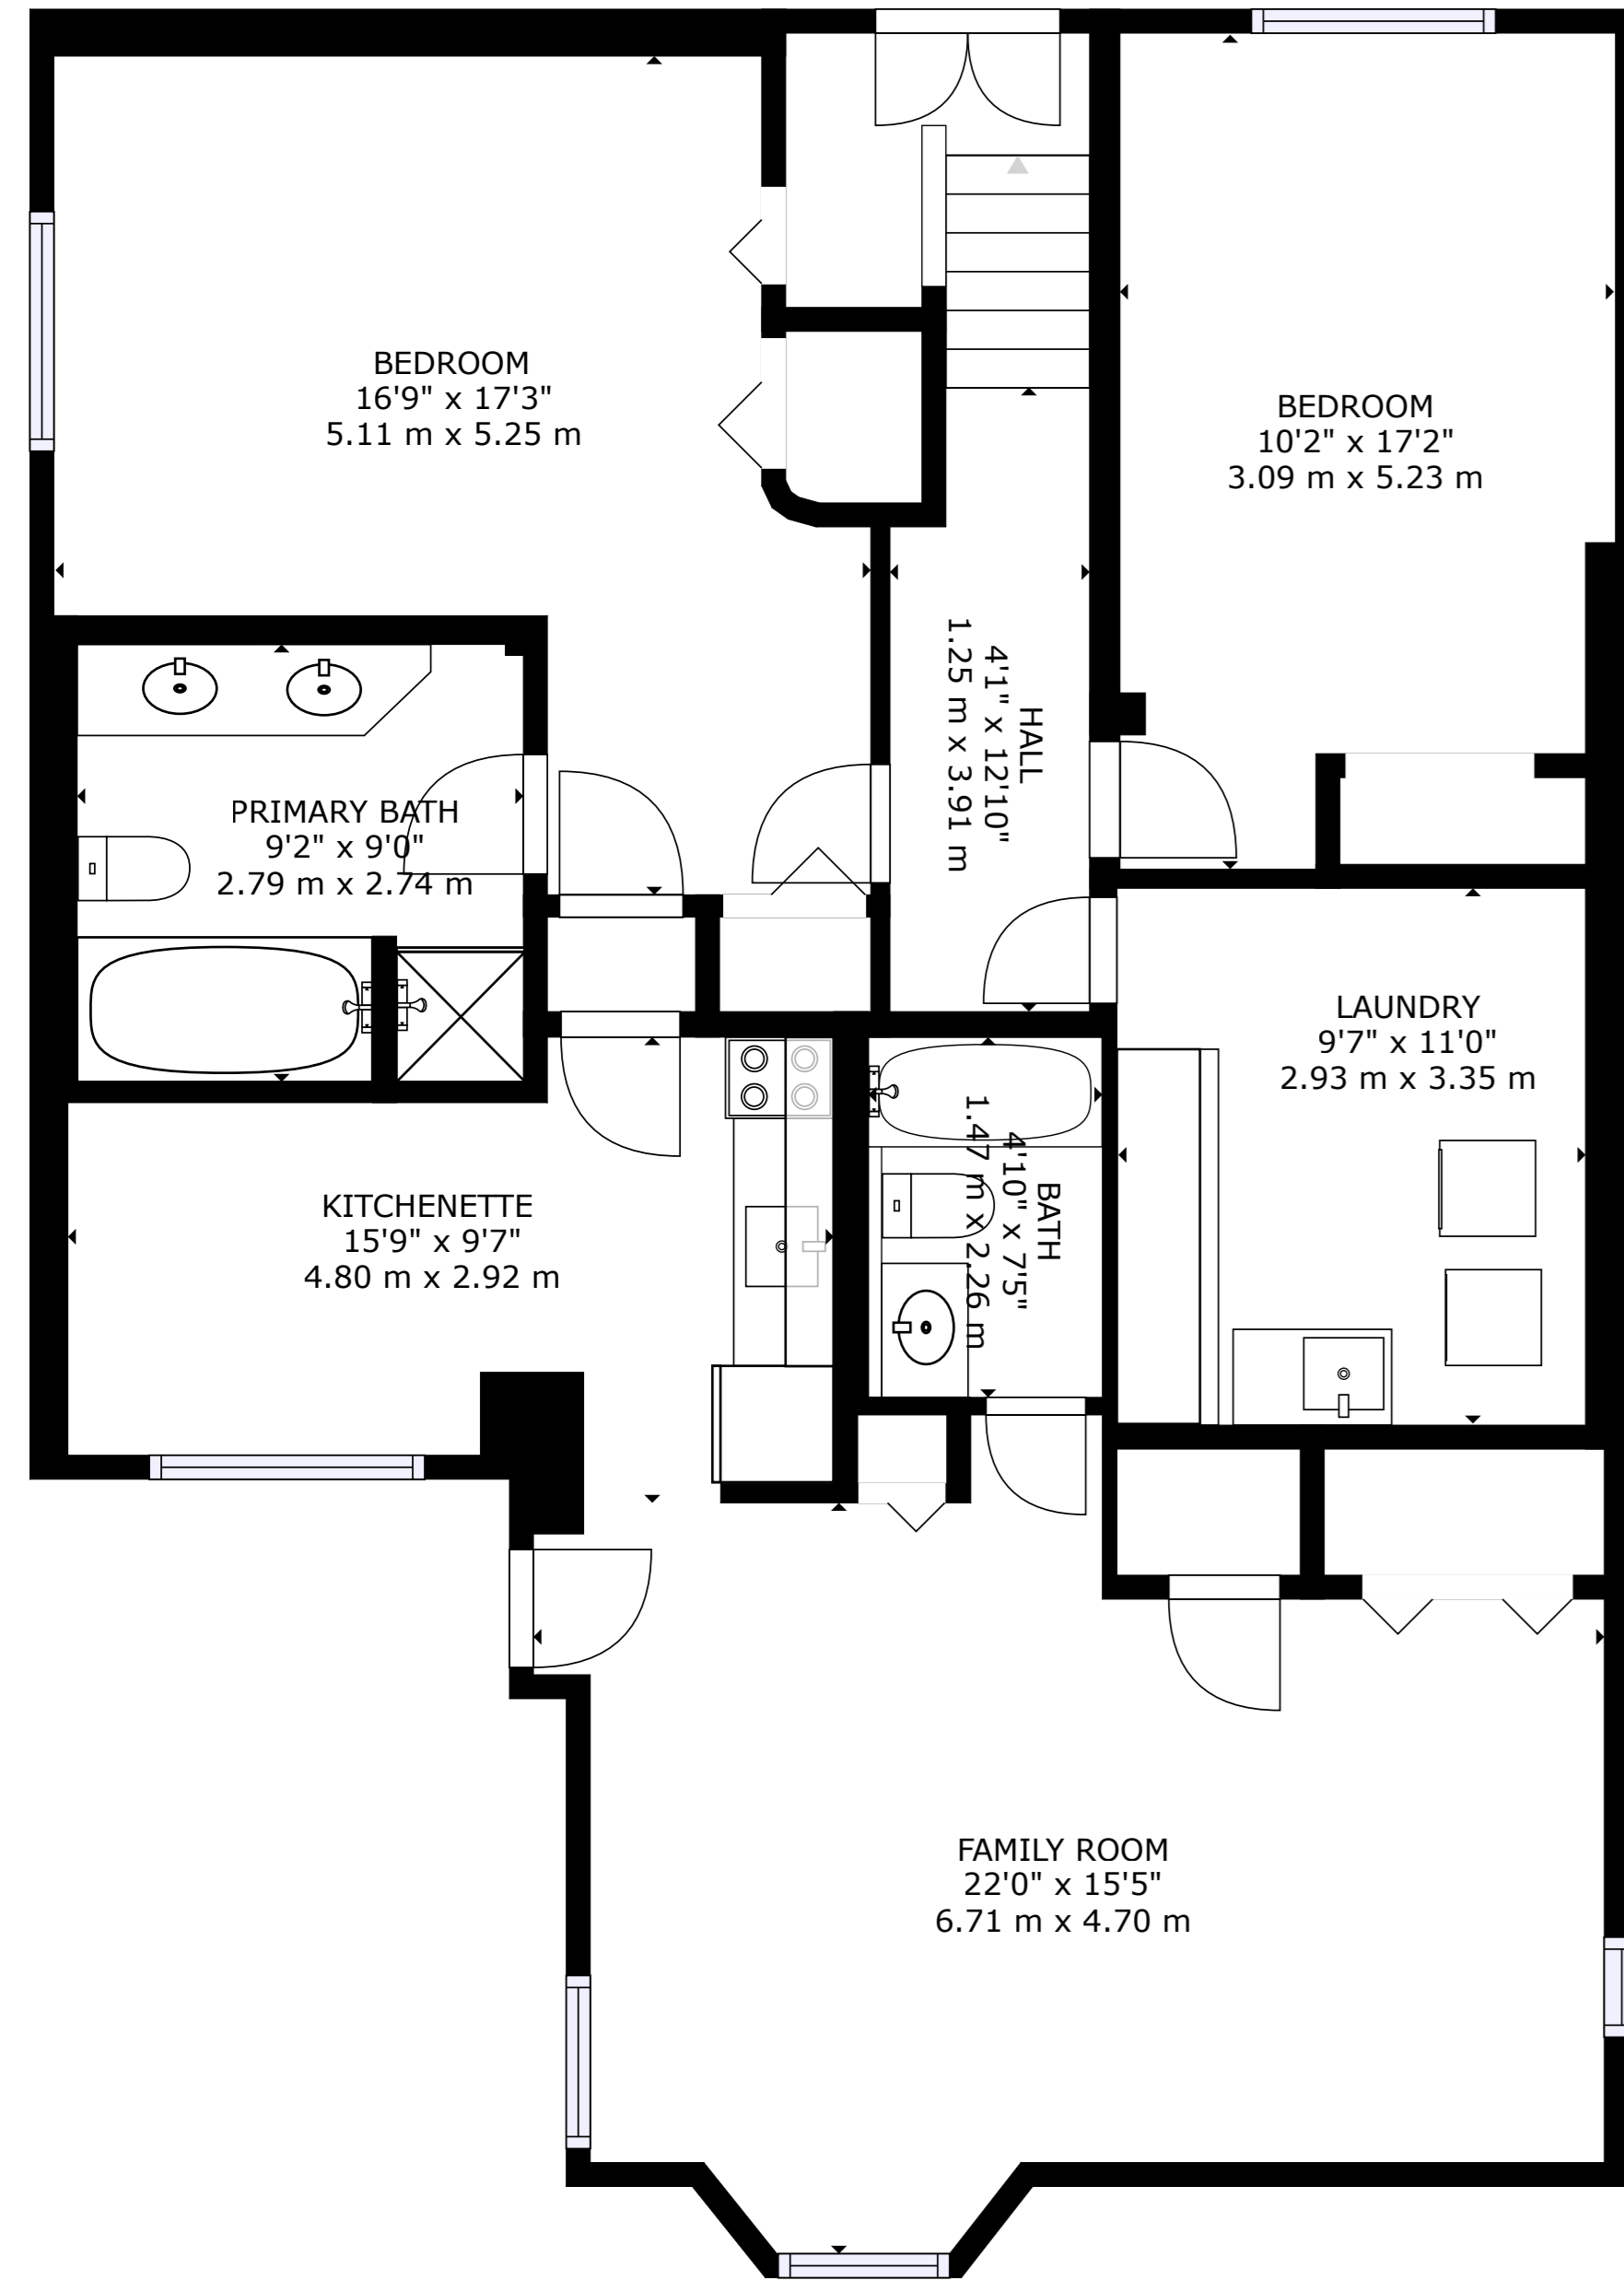 BEDROOM
16'9" x 17'3"
5.11 m x 5.25 m
BEDROOM
10'2" x 17'2"
3.09 m x 5.23 m
HALL
4'1" x 12'10"
1.25 m x 3.91 m
PRIMARY BATH
9'2" x 9'0"
2.79 m x 2.74 m
LAUNDRY
9'7" x 11'0"
2.93 m x 3.35 m
KITCHENETTE
15'9" x 9'7"
4.80 m x 2.92 m
BATH
4'10" x 7'5"
1.47 m x 2.26 m
FAMILY ROOM
22'0" x 15'5"
6.71 m x 4.70 m